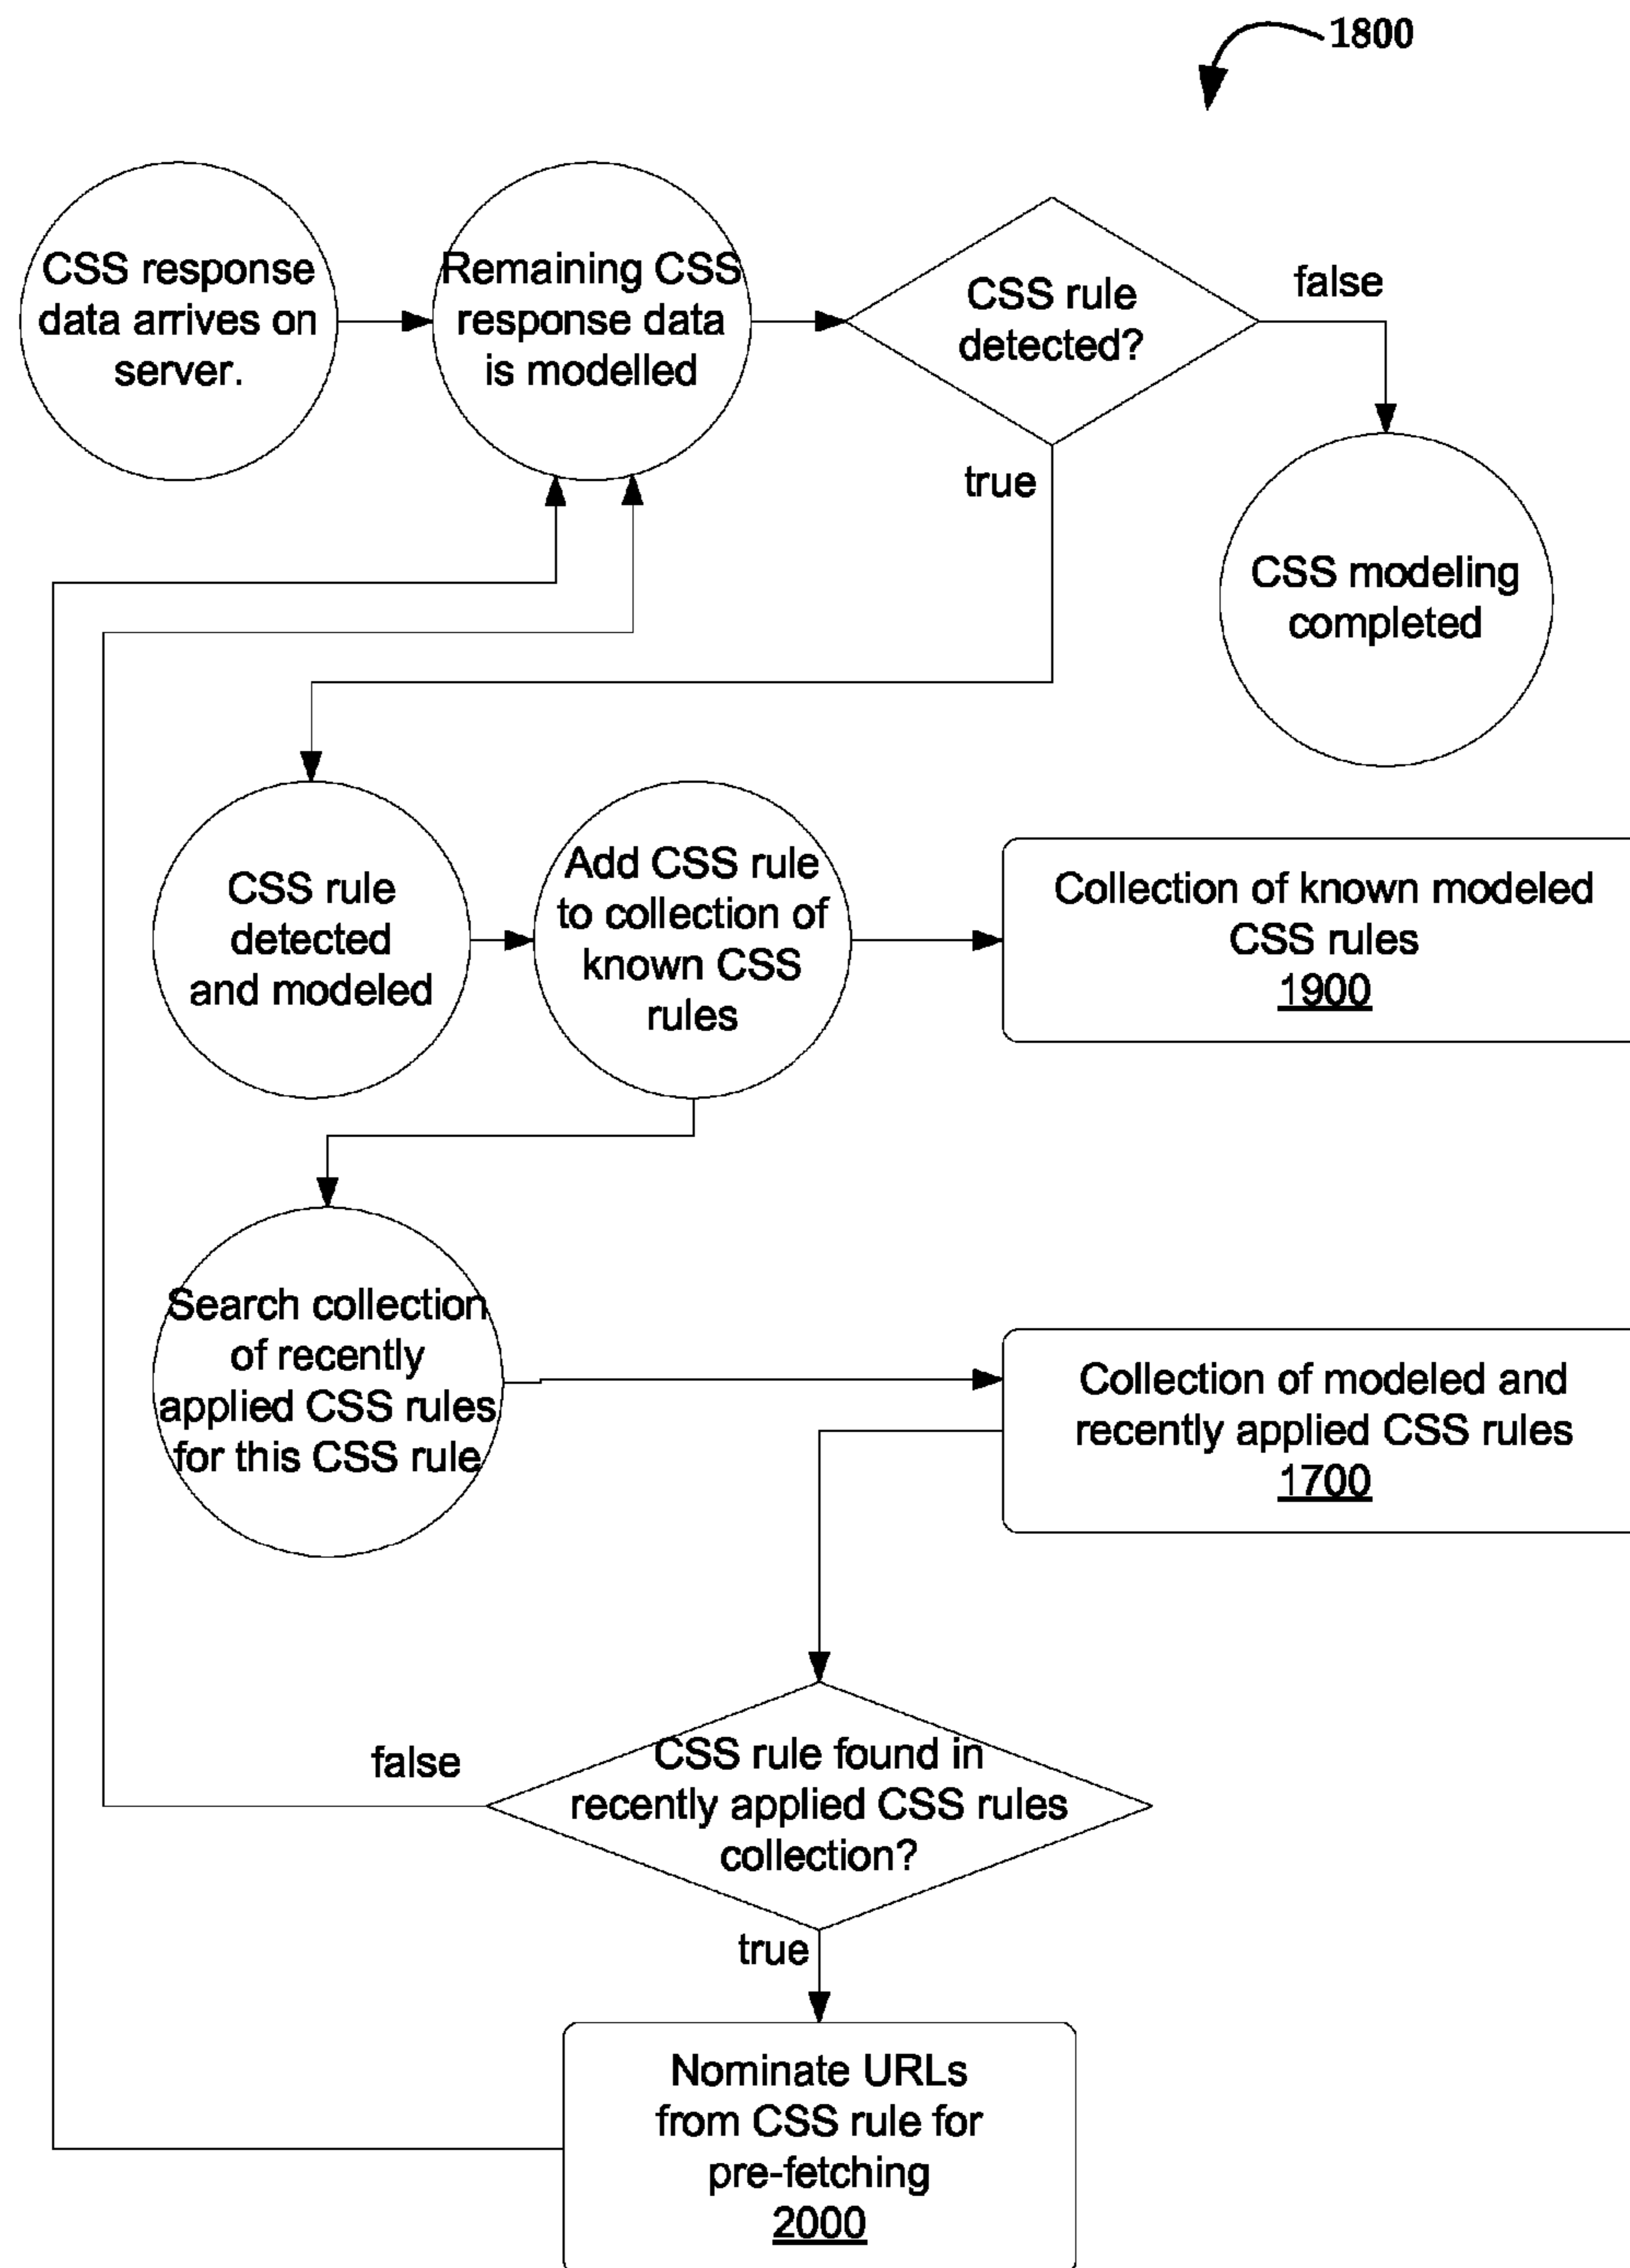 1800
CSS response
data arrives on
server.
Remaining CSS
response data
is modelled
CSS rule
detected?
false
true
CSS modeling
completed
CSS rule
detected
and modeled
Add CSS rule
to collection of
known CSS
rules
Collection of known modeled
CSS rules
1900
Search collection
of recently
applied CSS rules
for this CSS rule
Collection of modeled and
recently applied CSS rules
1700
false
CSS rule found in
recently applied CSS rules
collection?
true
Nominate URLs
from CSS rule for
pre-fetching
2000